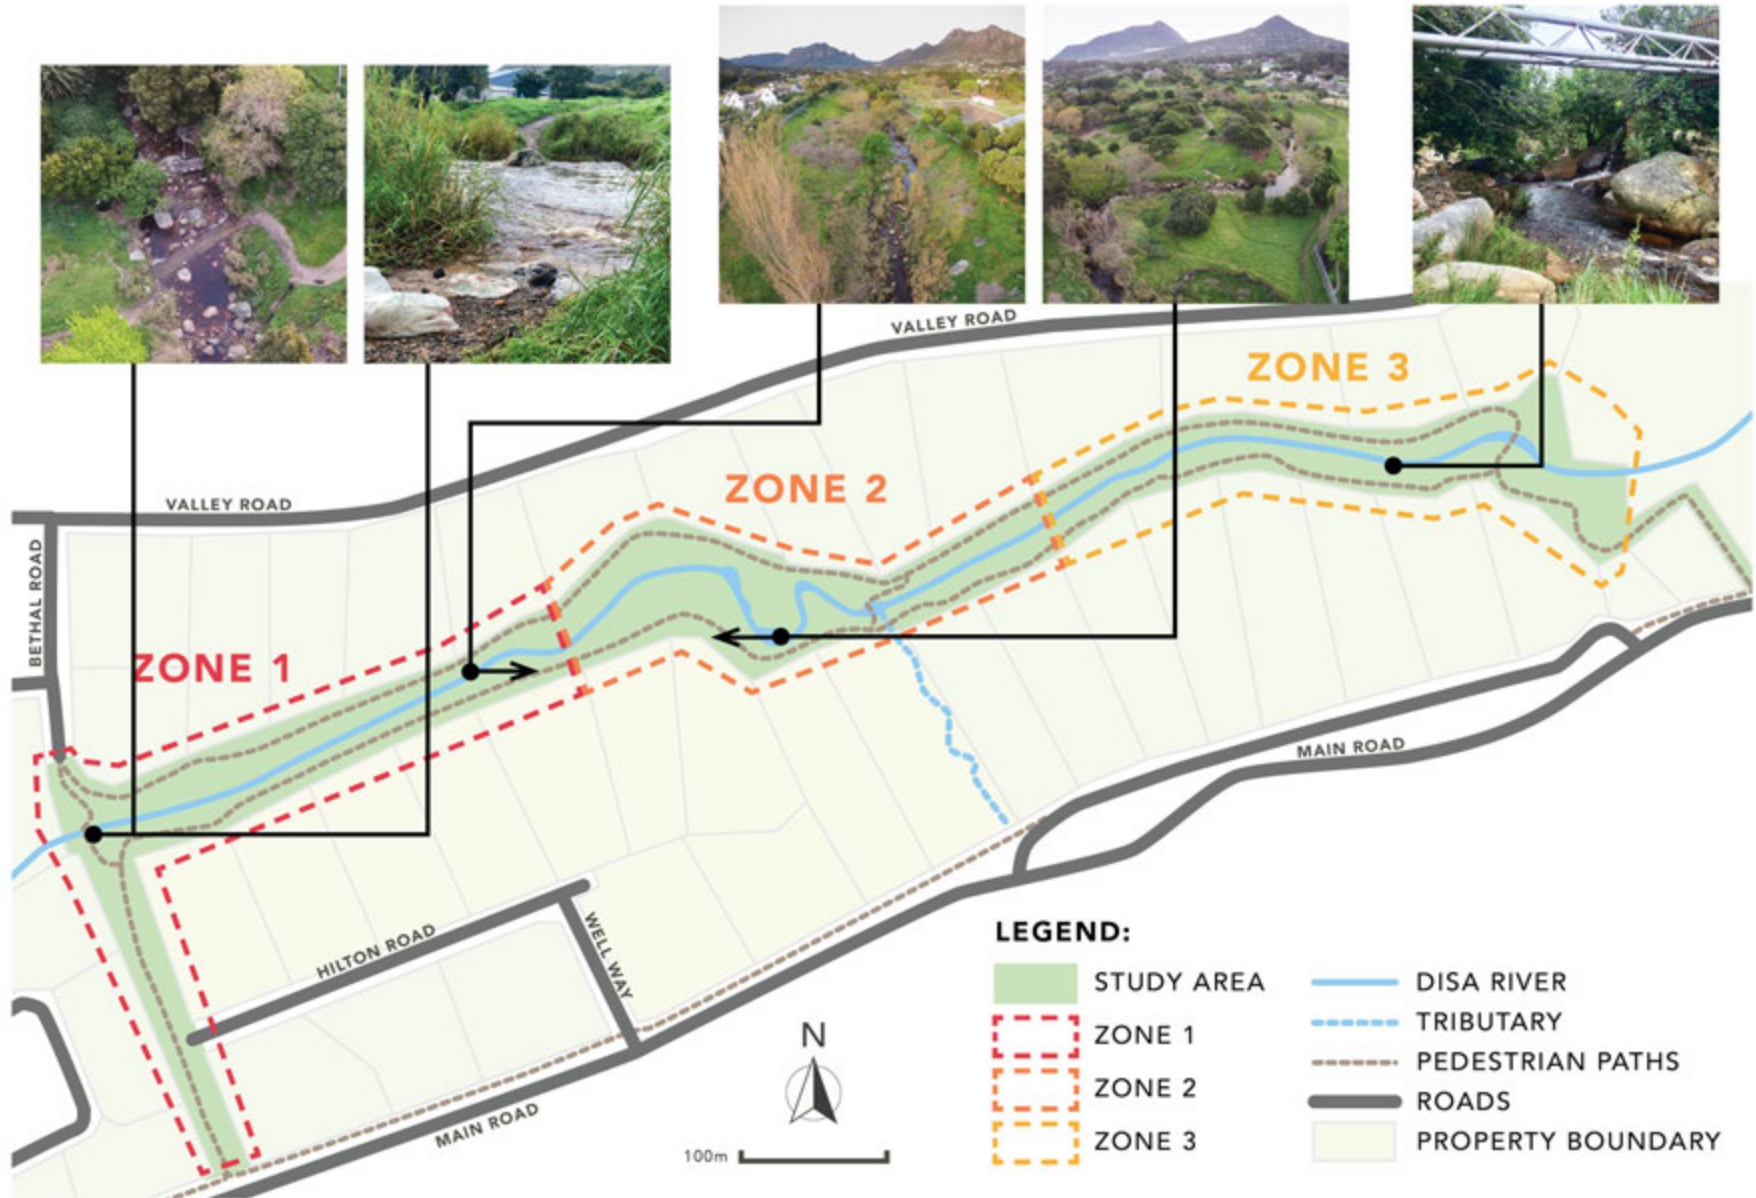 VALLEY ROAD
ZONE 3
ZONE 2
VALLEY ROAD
BETHAL ROAD
ZONE 1
MAIN ROAD
HILTON ROAD
WELL WAY
MAIN ROAD
N
100m
LEGEND:
STUDY AREA
ZONE 1
ZONE 2
ZONE 3
DISA RIVER
TRIBUTARY
PEDESTRIAN PATHS
ROADS
PROPERTY BOUNDARY